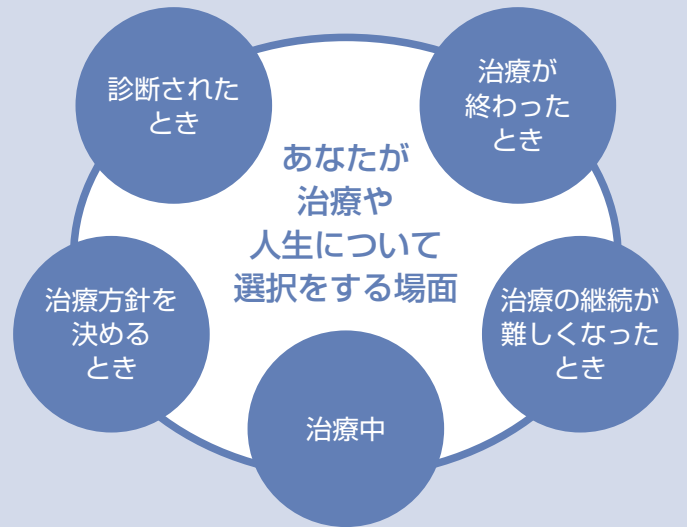 あなたが
治療や
人生について
選択をする場面
診断された
とき
治療方針を
決める
とき
治療中
治療の継続が
難しくなった
とき
治療が
終わった
とき